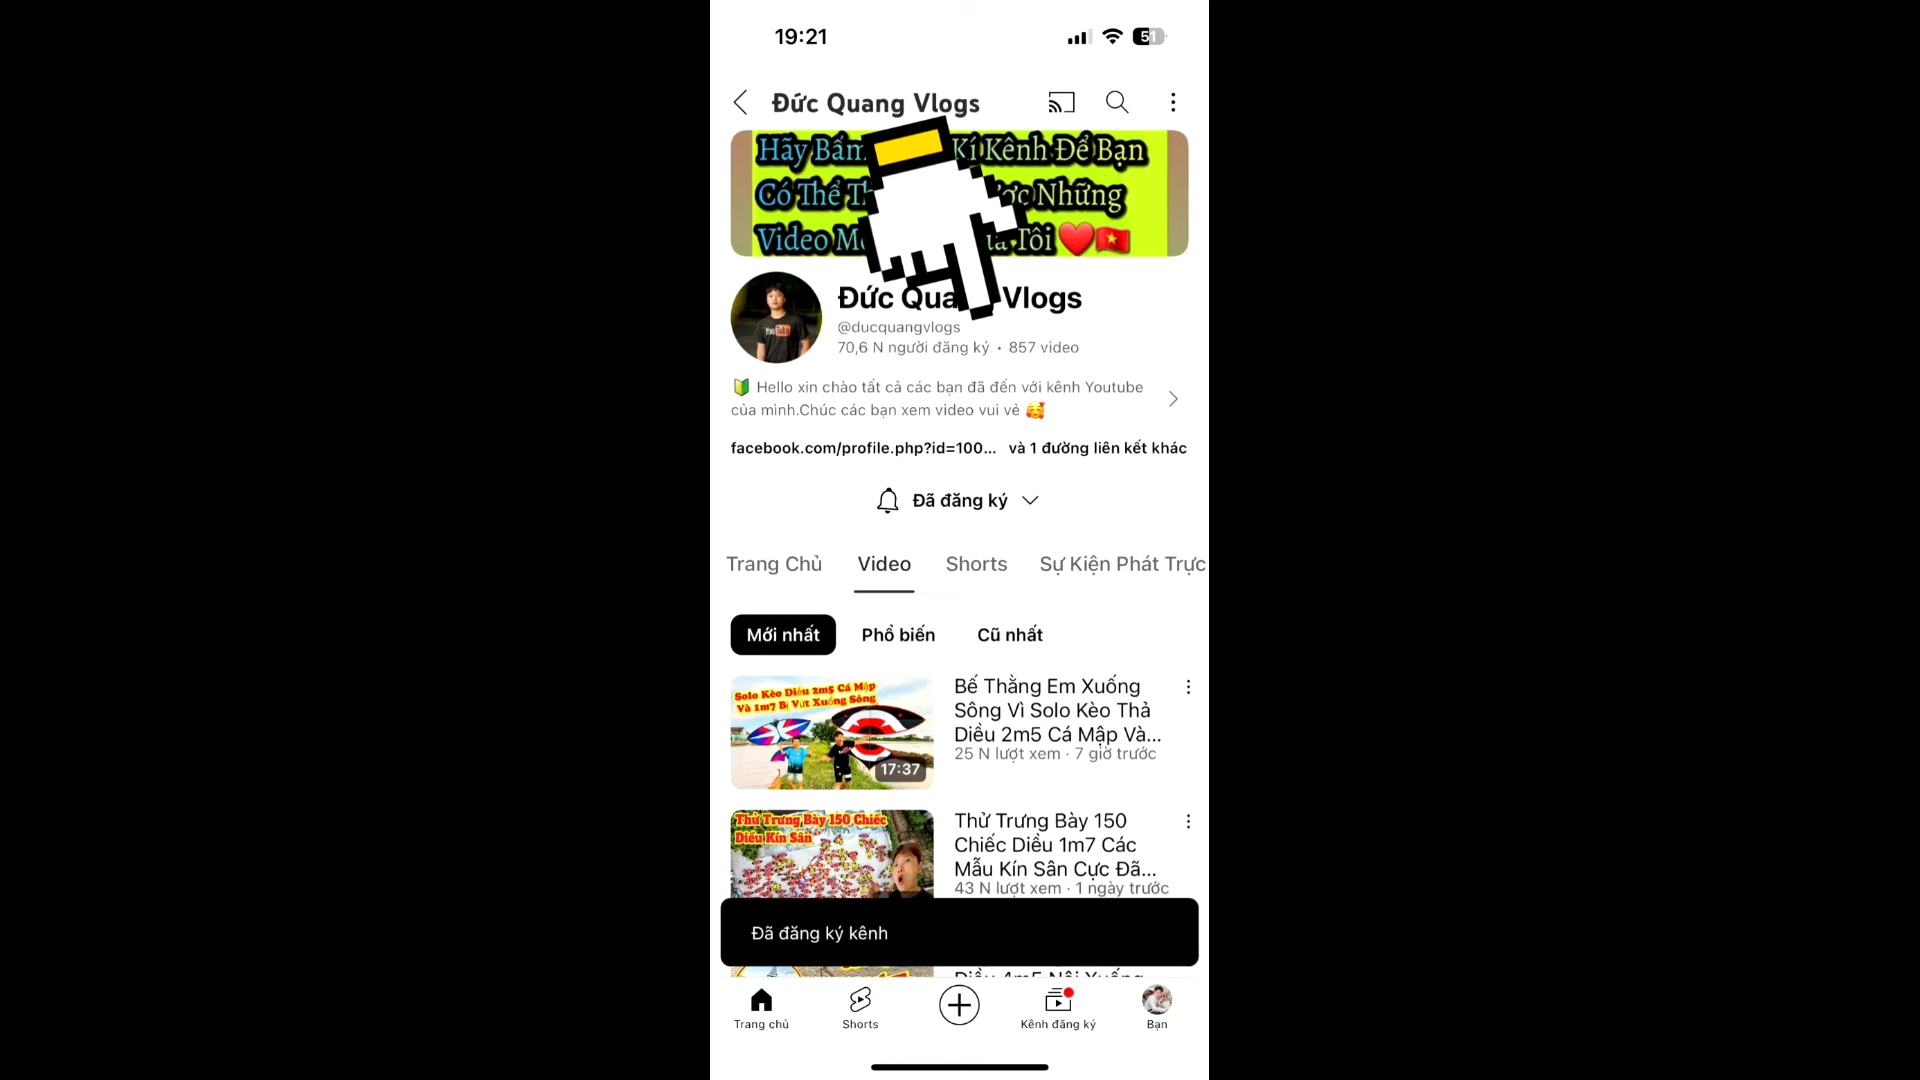 19:21
51
Đức Quang Vlogs
Hãy Bấm Kí Kênh Để Bạn
Có Thể Những
Video Tôi ❤️🇻🇳
Đức Vlogs
@ducquangvlogs
70,6 N người đăng ký • 857 video
🔰 Hello xin chào tất cả các bạn đã đến với kênh Youtube
của mình.Chúc các bạn xem video vui vẻ 🥰
facebook.com/profile.php?id=100... và 1 đường liên kết khác
Đã đăng ký
Trang Chủ Video Shorts Sự Kiện Phát Trực
Mới nhất Phổ biến Cũ nhất
Solo Kèo Diều 2m5 Cá Mập
Và 1m7 Bị Vứt Xuống Sông
17:37
Bế Thằng Em Xuống
Sông Vì Solo Kèo Thả
Diều 2m5 Cá Mập Và...
25 N lượt xem · 7 giờ trước
Thử Trưng Bày 150 Chiếc
Diều Kín Sân
Thử Trưng Bày 150
Chiếc Diều 1m7 Các
Mẫu Kín Sân Cực Đã...
43 N lượt xem · 1 ngày trước
Đã đăng ký kênh
Trang chủ Shorts Kênh đăng ký Bạn